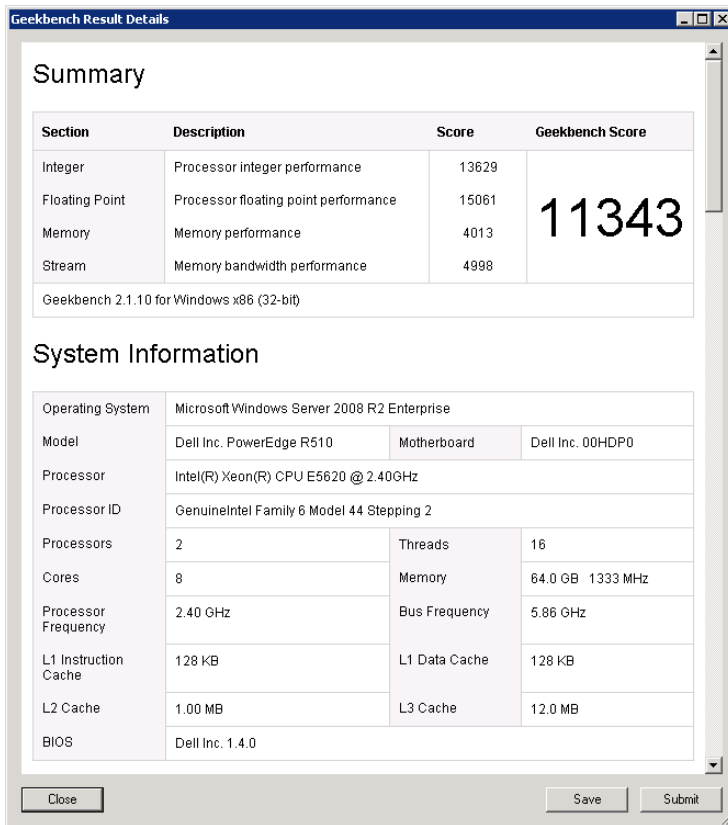 Geekbench Result Details
Summary
Section Description Score Geekbench Score
Integer Processor integer performance 13629
Floating Point Processor floating point performance 15061
11343
Memory Memory performance 4013
Stream Memory bandwidth performance 4998
Geekbench 2.1.10 for Windows x86 (32-bit)
System Information
Operating System Microsoft Windows Server 2008 R2 Enterprise
Model Dell Inc. PowerEdge R510 Motherboard Dell Inc. 00HDP0
Processor Intel(R) Xeon(R) CPU E5620 @ 2.40GHz
Processor ID GenuineIntel Family 6 Model 44 Stepping 2
Processors 2 Threads 16
Cores 8 Memory 64.0 GB 1333 MHz
Processor Frequency 2.40 GHz Bus Frequency 5.86 GHz
L1 Instruction Cache 128 KB L1 Data Cache 128 KB
L2 Cache 1.00 MB L3 Cache 12.0 MB
BIOS Dell Inc. 1.4.0
Close Save Submit